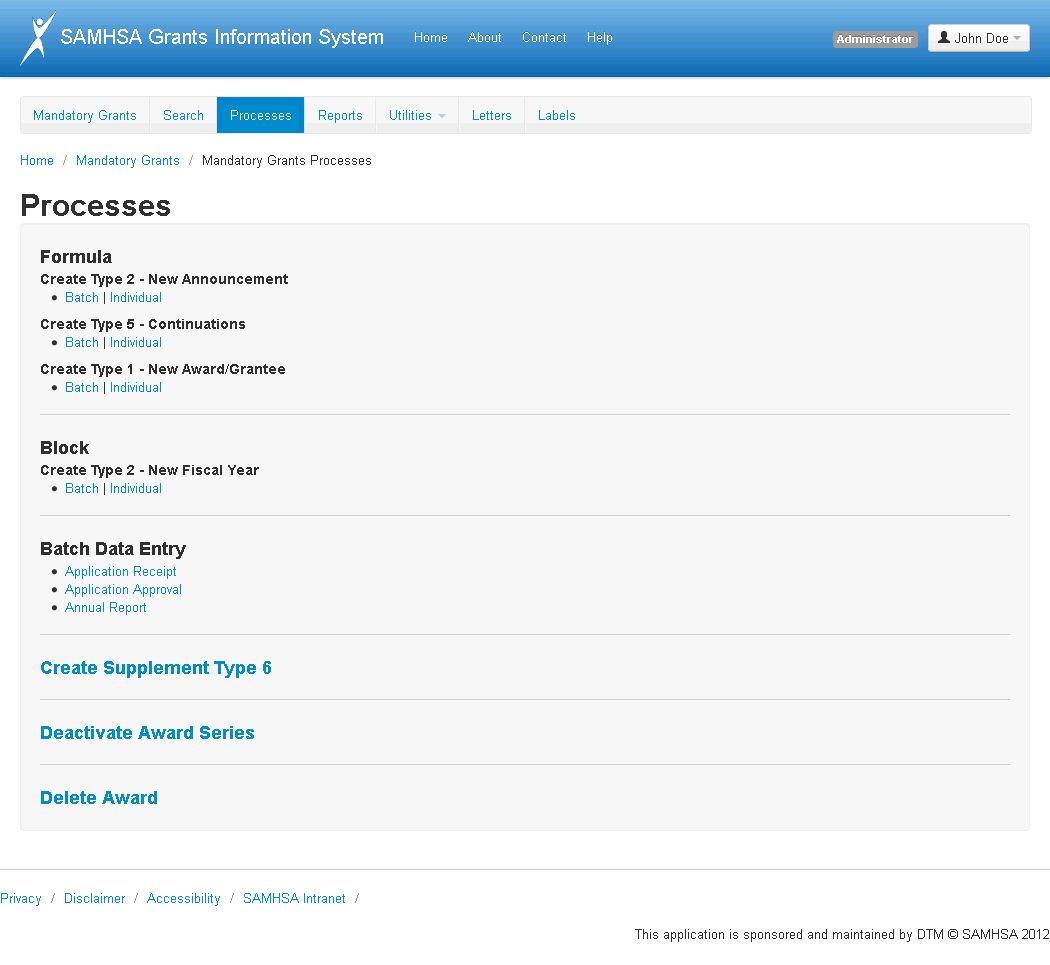 SAMHSA Grants Information System Home About Contact Help Administrator John Doe
Mandatory Grants Search Processes Reports Utilities Letters Labels
Home / Mandatory Grants / Mandatory Grants Processes
Processes
Formula
Create Type 2 - New Announcement
• Batch | Individual
Create Type 5 - Continuations
• Batch | Individual
Create Type 1 - New Award/Grantee
• Batch | Individual
Block
Create Type 2 - New Fiscal Year
• Batch | Individual
Batch Data Entry
• Application Receipt
• Application Approval
• Annual Report
Create Supplement Type 6
Deactivate Award Series
Delete Award
Privacy / Disclaimer / Accessibility / SAMHSA Intranet /
This application is sponsored and maintained by DTM © SAMHSA 2012